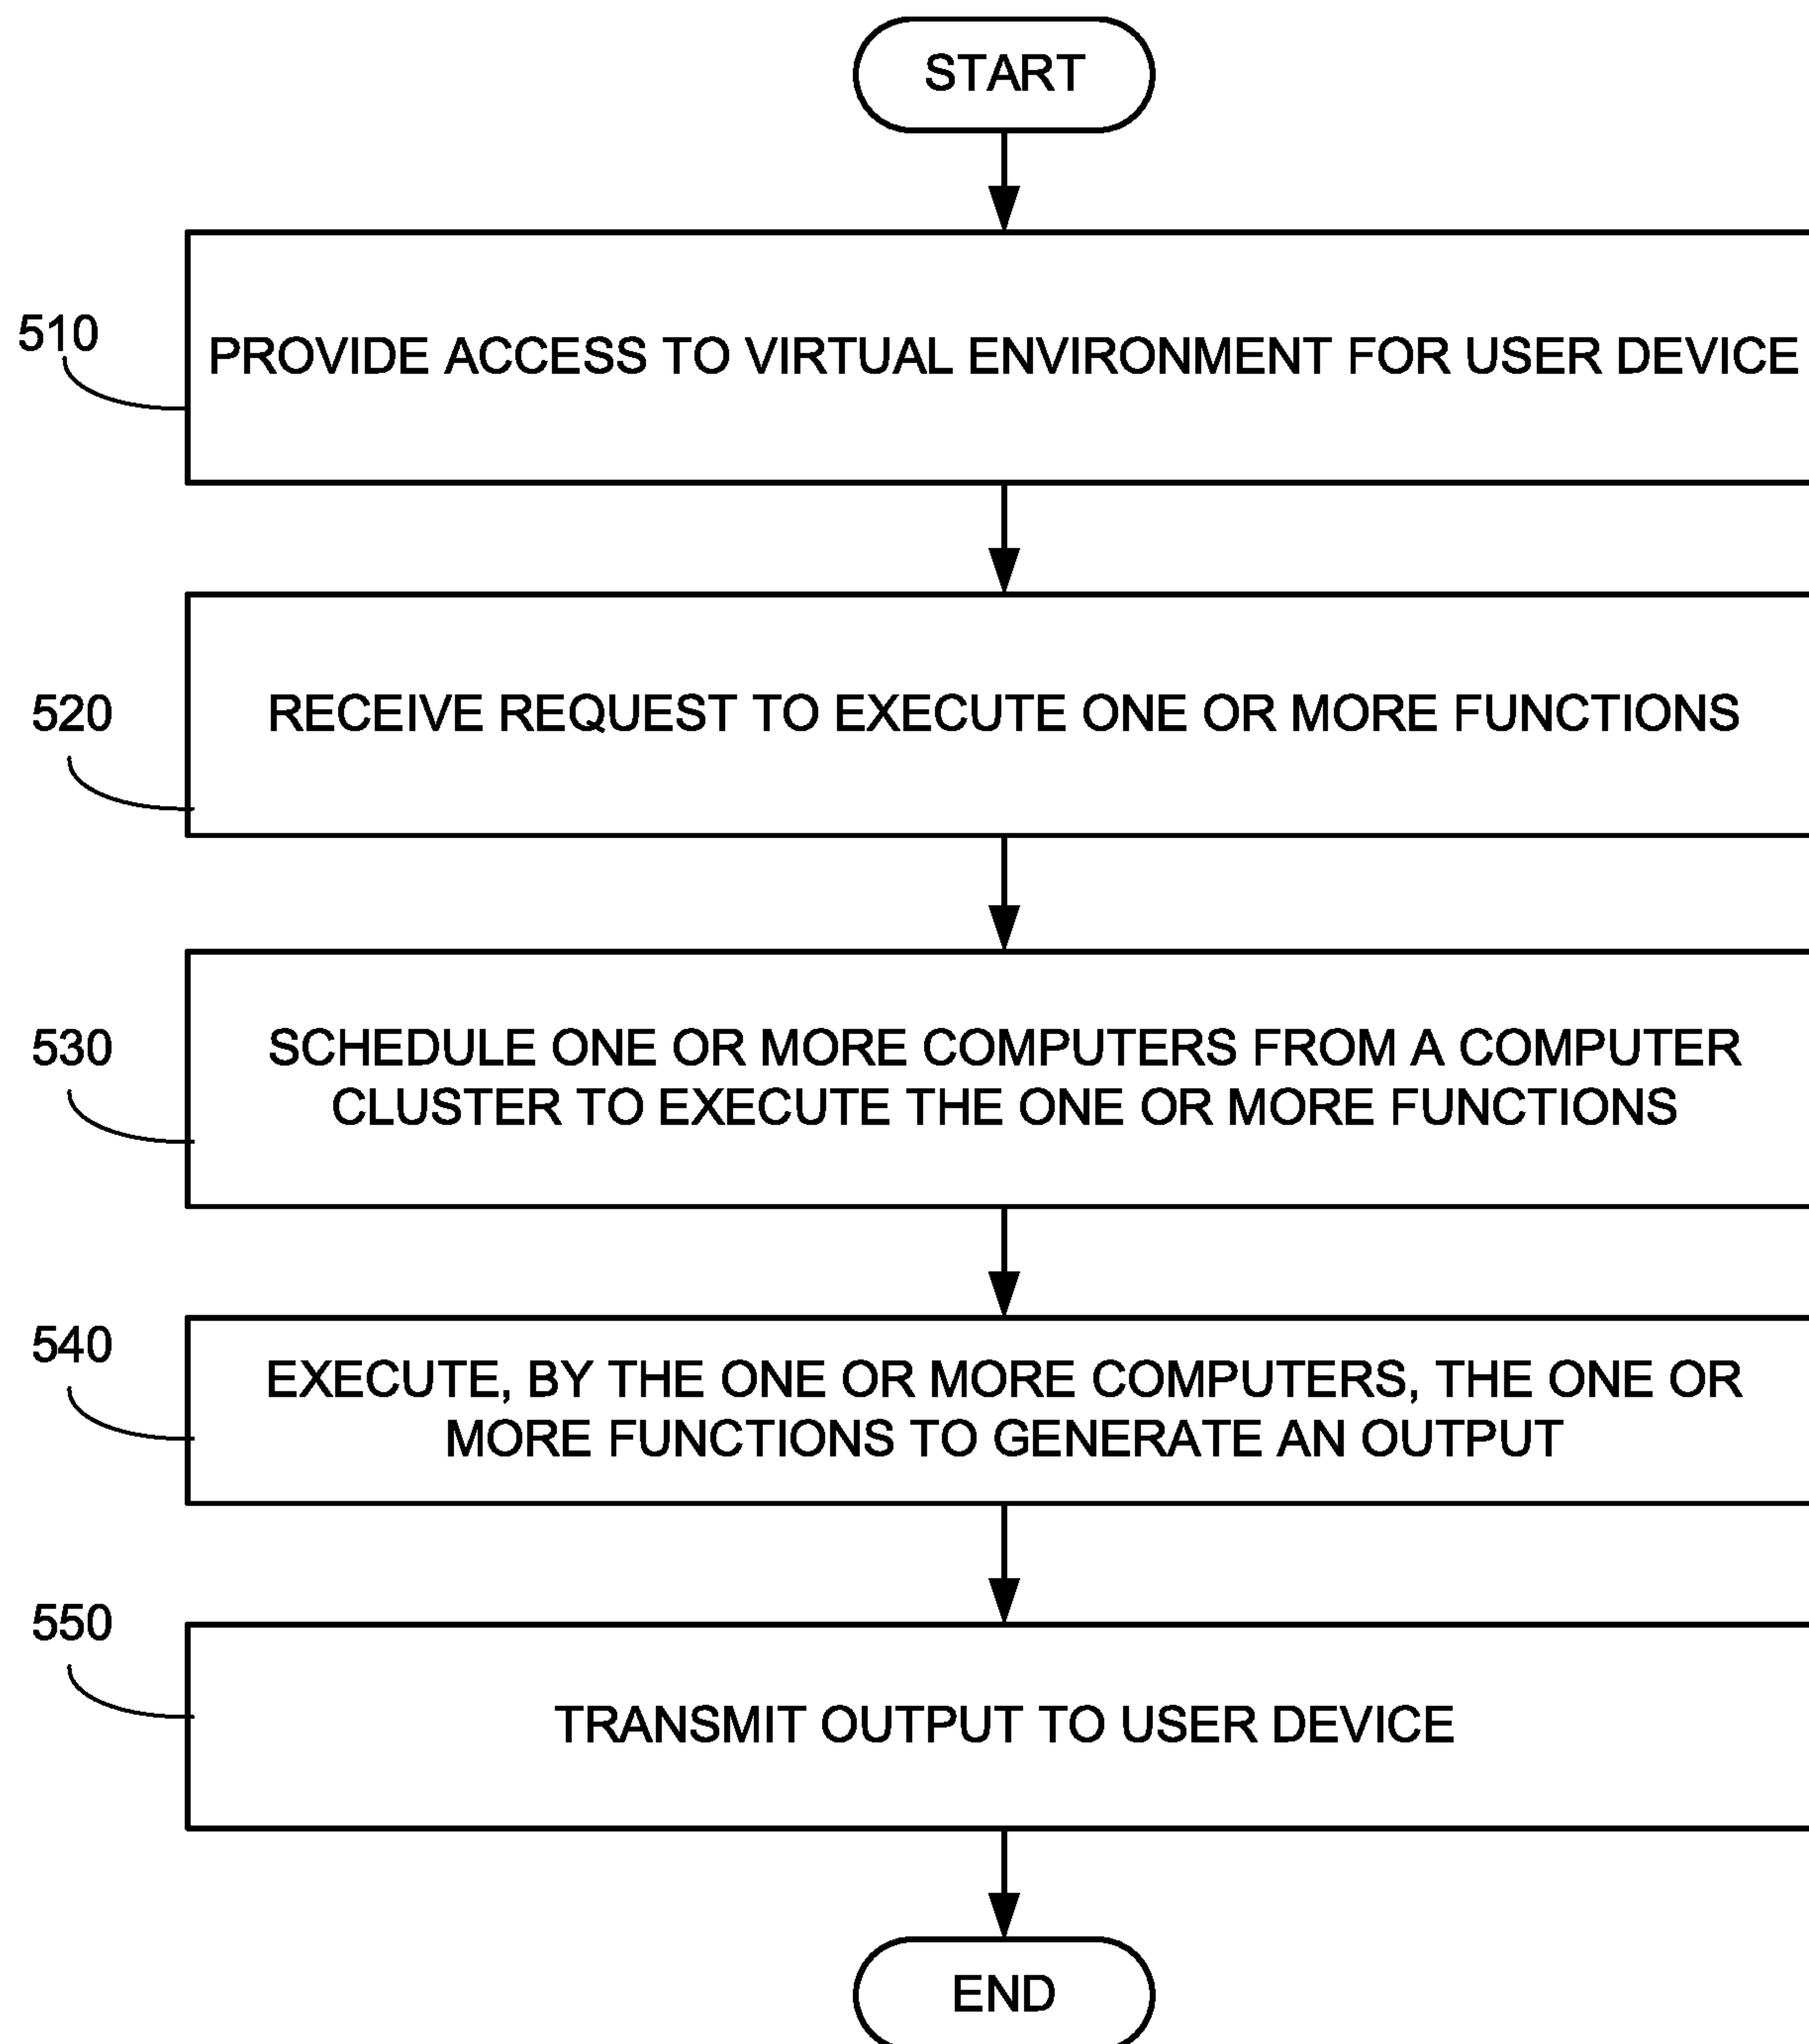 START
510
PROVIDE ACCESS TO VIRTUAL ENVIRONMENT FOR USER DEVICE
520
RECEIVE REQUEST TO EXECUTE ONE OR MORE FUNCTIONS
530
SCHEDULE ONE OR MORE COMPUTERS FROM A COMPUTER
CLUSTER TO EXECUTE THE ONE OR MORE FUNCTIONS
540
EXECUTE, BY THE ONE OR MORE COMPUTERS, THE ONE OR
MORE FUNCTIONS TO GENERATE AN OUTPUT
550
TRANSMIT OUTPUT TO USER DEVICE
END